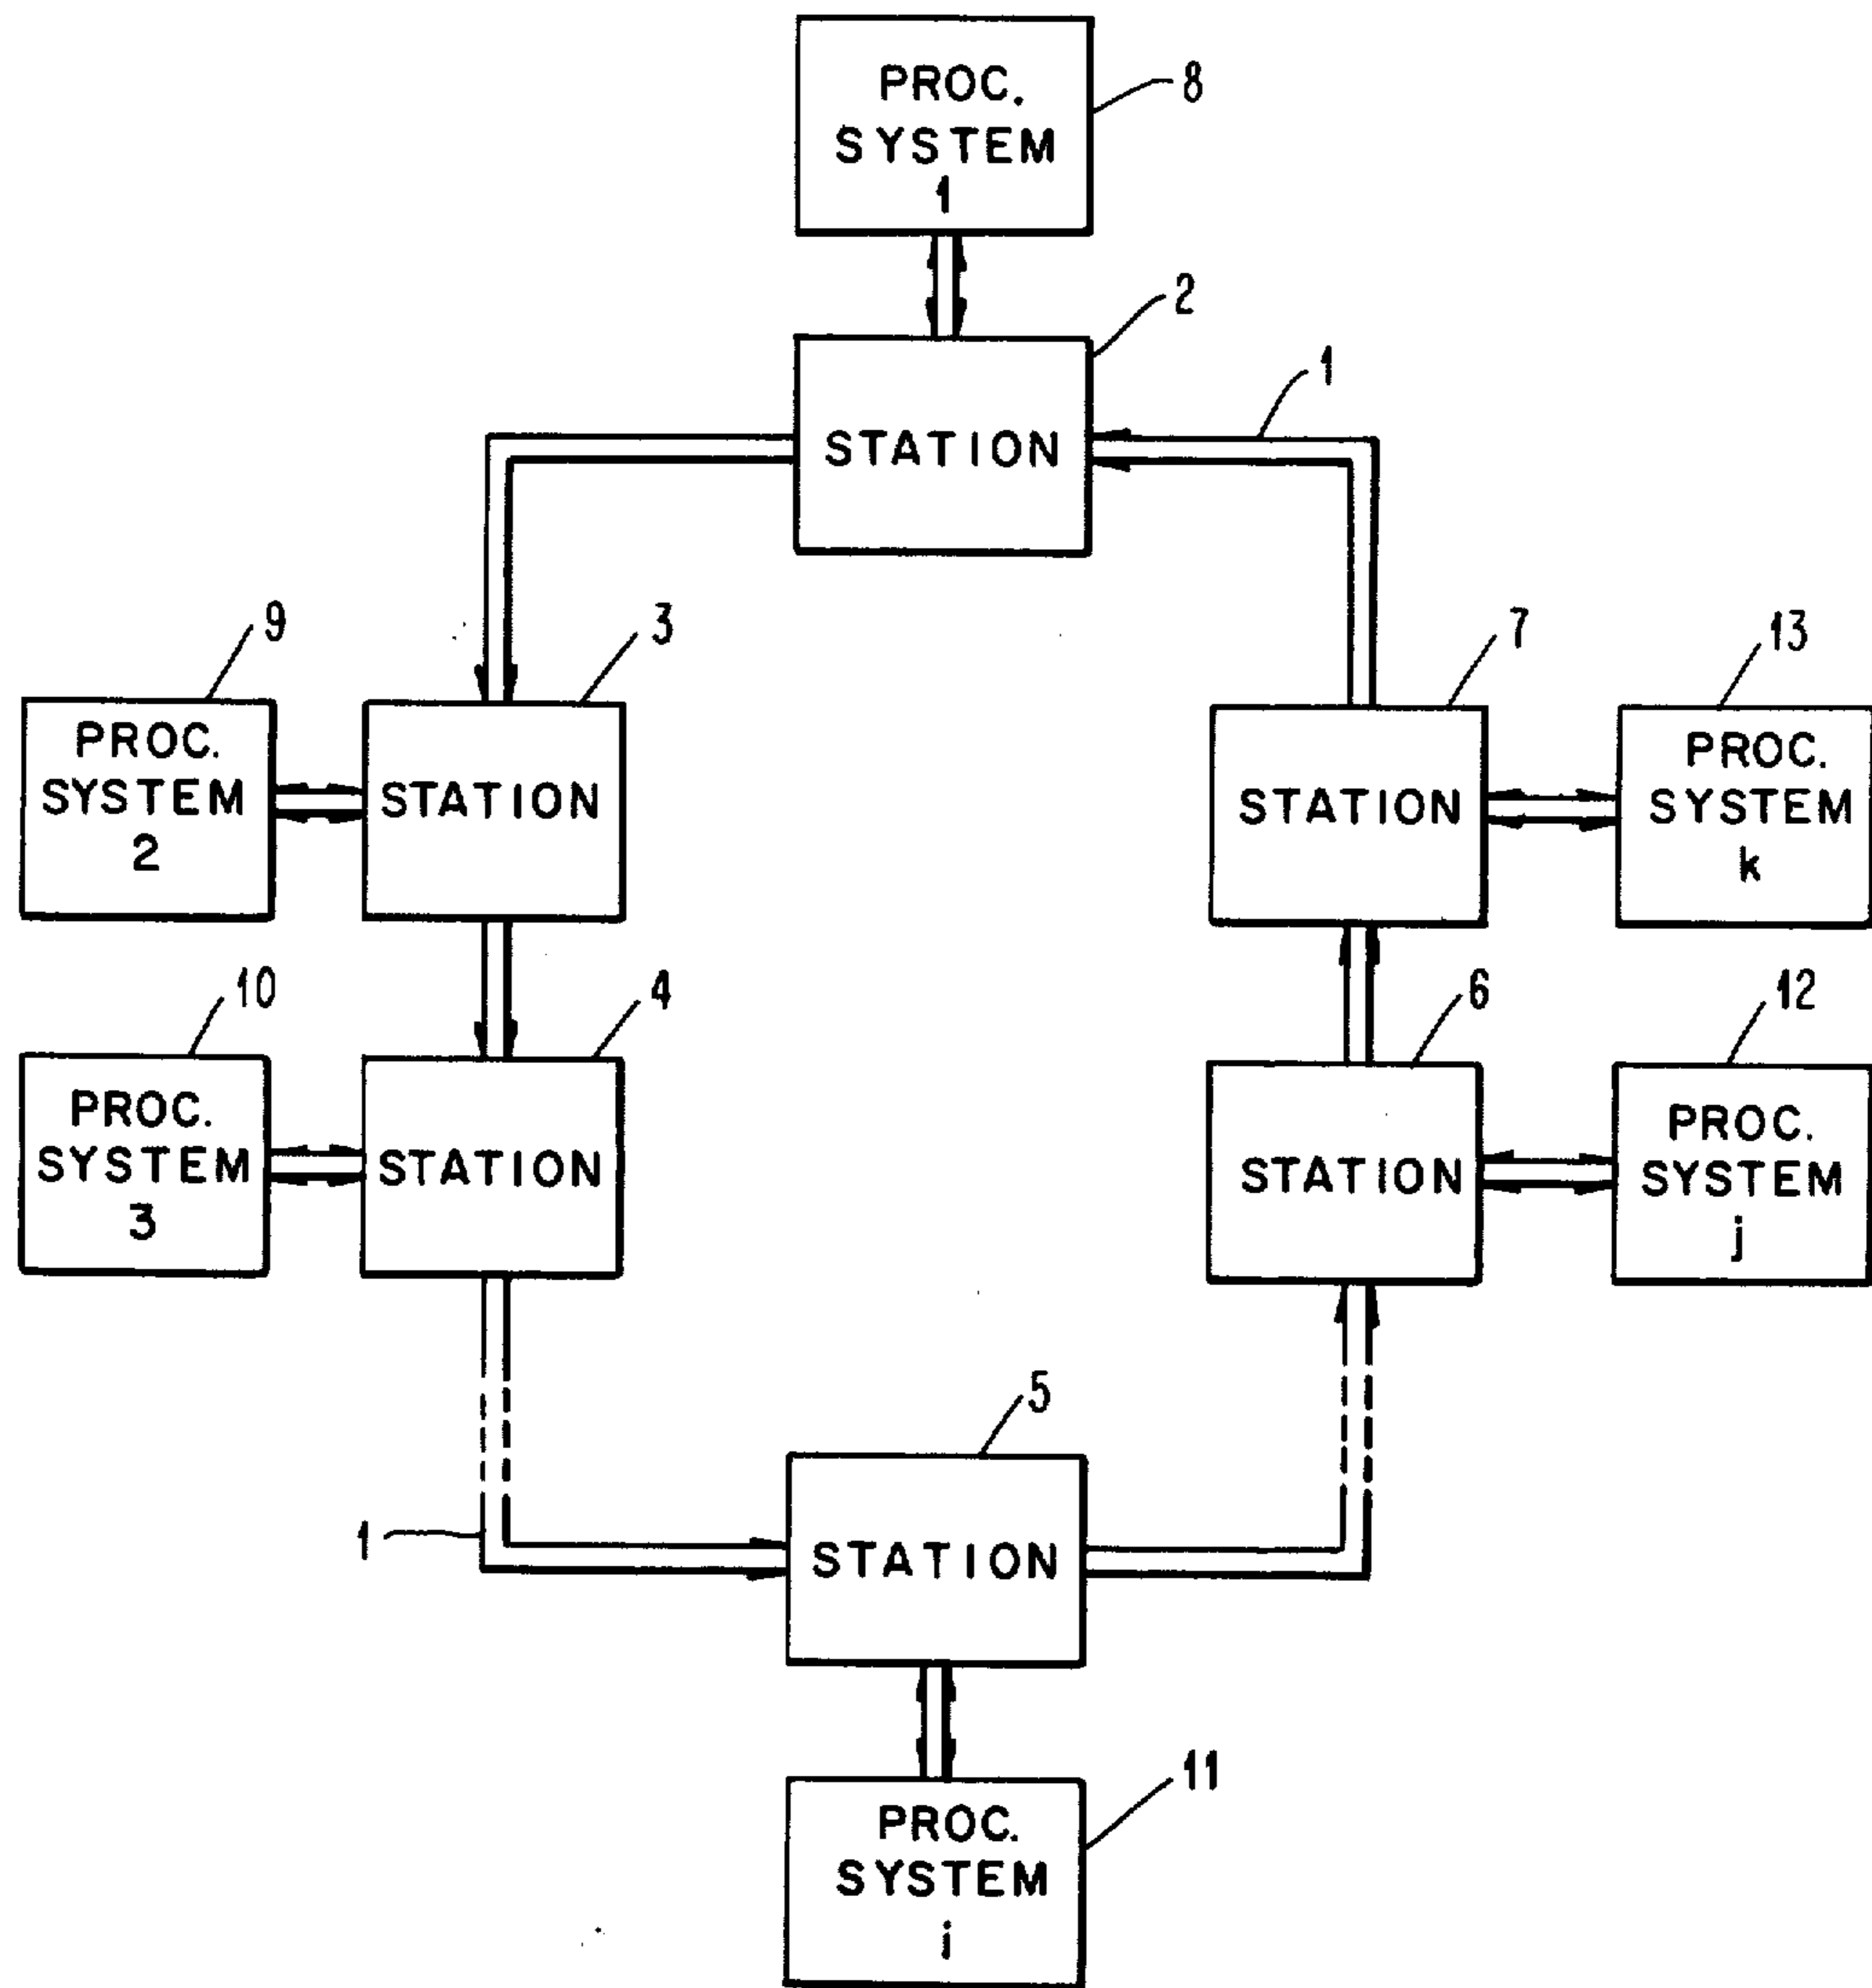 PROC.
SYSTEM
1
8
2
STATION
1
9
3
7
13
PROC.
SYSTEM
2
STATION
STATION
PROC.
SYSTEM
k
10
4
6
12
PROC.
SYSTEM
3
STATION
STATION
PROC.
SYSTEM
j
5
1
STATION
11
PROC.
SYSTEM
i